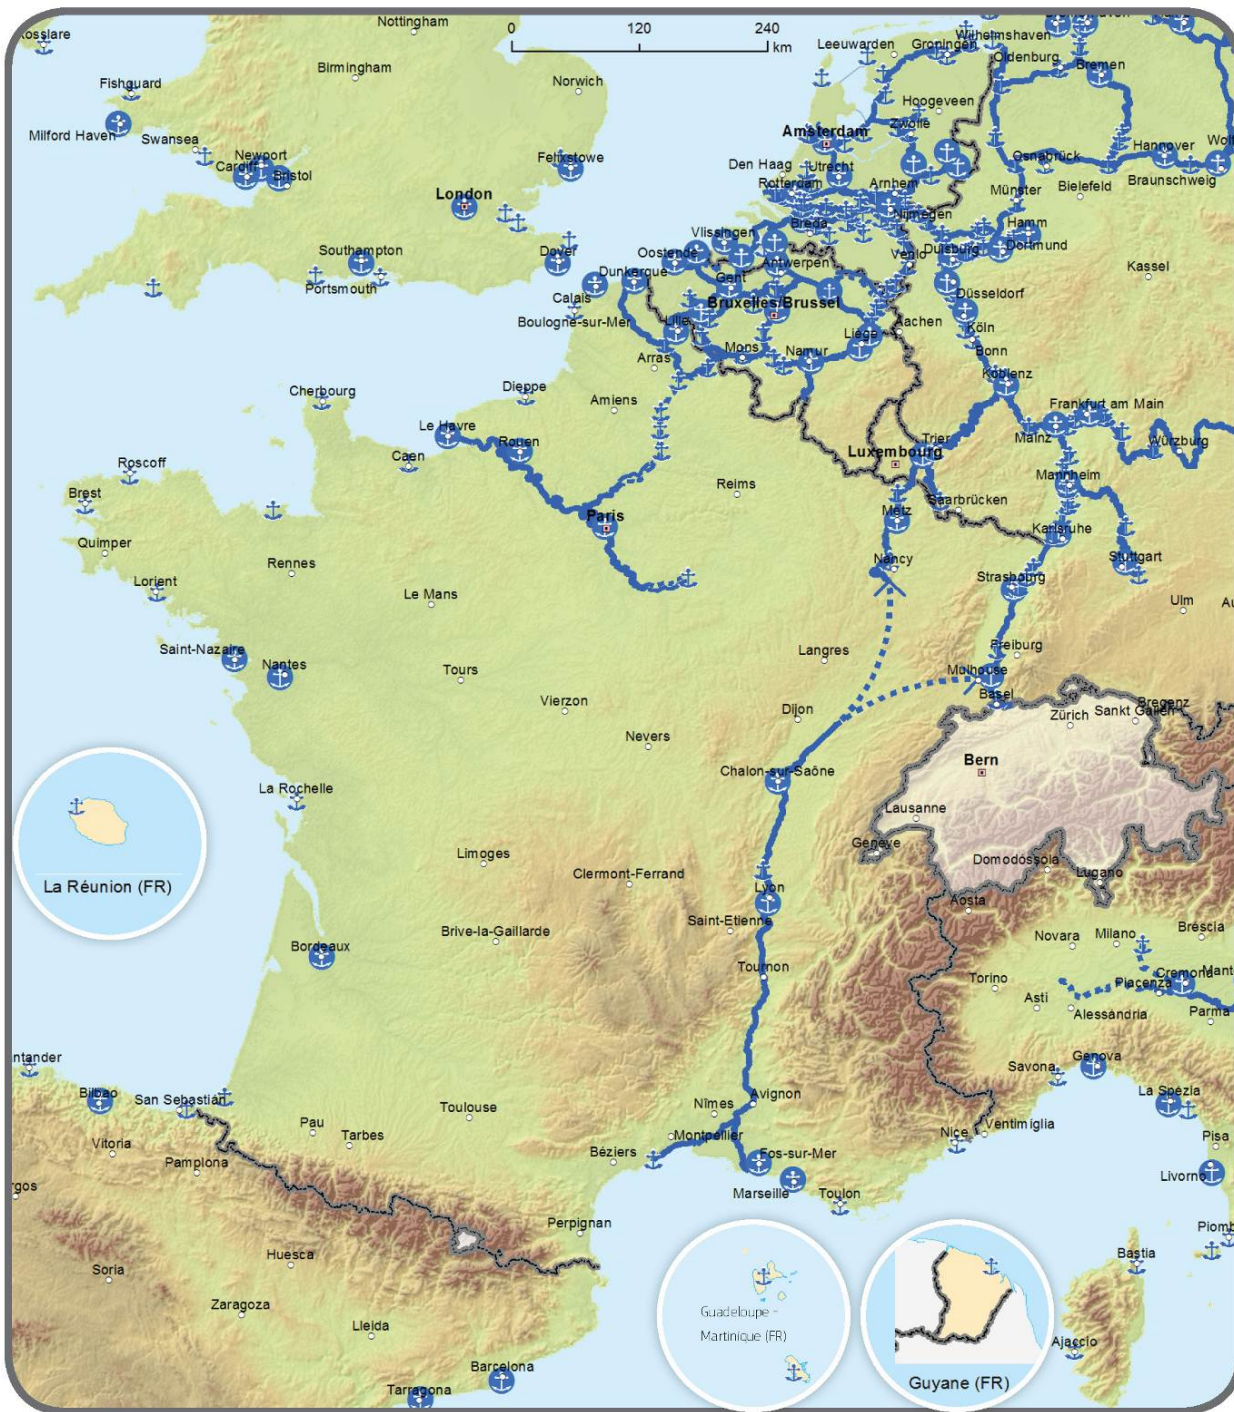 Rosslare
Nottingham
0
120
240
km
Leeuwarden
Groningen
Wilhelmshaven
Oldenburg
Bremen
Birmingham
Norwich
Fishguard
Milford Haven
Swansea
Newport
Cardiff
Bristol
London
Felixstowe
Hoogeveen
Zwolle
Amsterdam
Den Haag
Utrecht
Rotterdam
Arnhem
Nijmegen
Breda
Osnabrück
Hannover
Braunschweig
Bielefeld
Münster
Hamm
Dortmund
Duisburg
Kassel
Southampton
Portsmouth
Dover
Vlissingen
Oostende
Antwerpen
Gent
Venlo
Dunkerque
Calais
Boulogne-sur-Mer
Bruxelles/Brussel
Lille
Liège
Aachen
Düsseldorf
Köln
Bonn
Arras
Mons
Namur
Koblenz
Cherbourg
Dieppe
Amiens
Le Havre
Rouen
Caen
Luxembourg
Trier
Mainz
Frankfurt am Main
Würzburg
Mannheim
Roscoff
Brest
Reims
Saarbrücken
Metz
Karlsruhe
Paris
Quimper
Rennes
Nancy
Strasbourg
Stuttgart
Lorient
Le Mans
Ulm
Saint-Nazaire
Nantes
Tours
Langres
Freiburg
Mulhouse
Basel
Vierzon
Dijon
Bregenz
Zürich
Sankt Gallen
Nevers
Chalon-sur-Saône
Bern
La Rochelle
Lausanne
Genève
Domodossola
Lugano
La Réunion (FR)
Limoges
Clermont-Ferrand
Lyon
Aosta
Saint-Etienne
Brive-la-Gaillarde
Novara
Milano
Brescia
Bordeaux
Tournon
Torino
Asti
Piacenza
Cremona
Alessandria
Parma
Savona
Genova
La Spezia
Bilbao
San Sebastián
Toulouse
Nîmes
Avignon
Pau
Tarbes
Montpellier
Nice
Ventimiglia
Pisa
Vitoria
Pamplona
Béziers
Fos-sur-Mer
Marseille
Toulon
Livorno
Perpignan
Huesca
Soria
Bastia
Zaragoza
Lleida
Guadeloupe -
Martinique (FR)
Guyane (FR)
Ajaccio
Barcelona
Tarragona